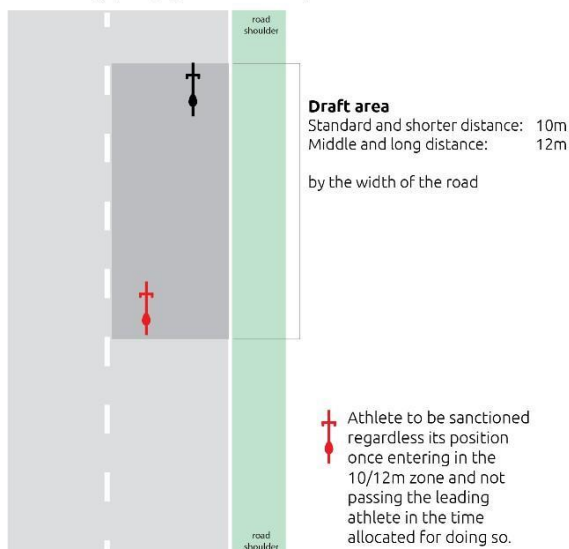 road
shoulder
Draft area
Standard and shorter distance: 10m
Middle and long distance: 12m
by the width of the road
Athlete to be sanctioned
regardless its position
once entering in the
10/12m zone and not
passing the leading
athlete in the time
allocated for doing so.
road
shoulder